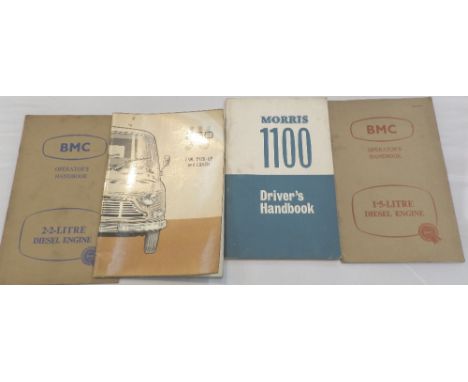 BMC
OPERATOR'S
HANDBOOK
2·2-LITRE
DIESEL ENGINE
MORRIS
1100
Driver's
Handbook
BMC
OPERATOR'S
HANDBOOK
1·5-LITRE
DIESEL ENGINE